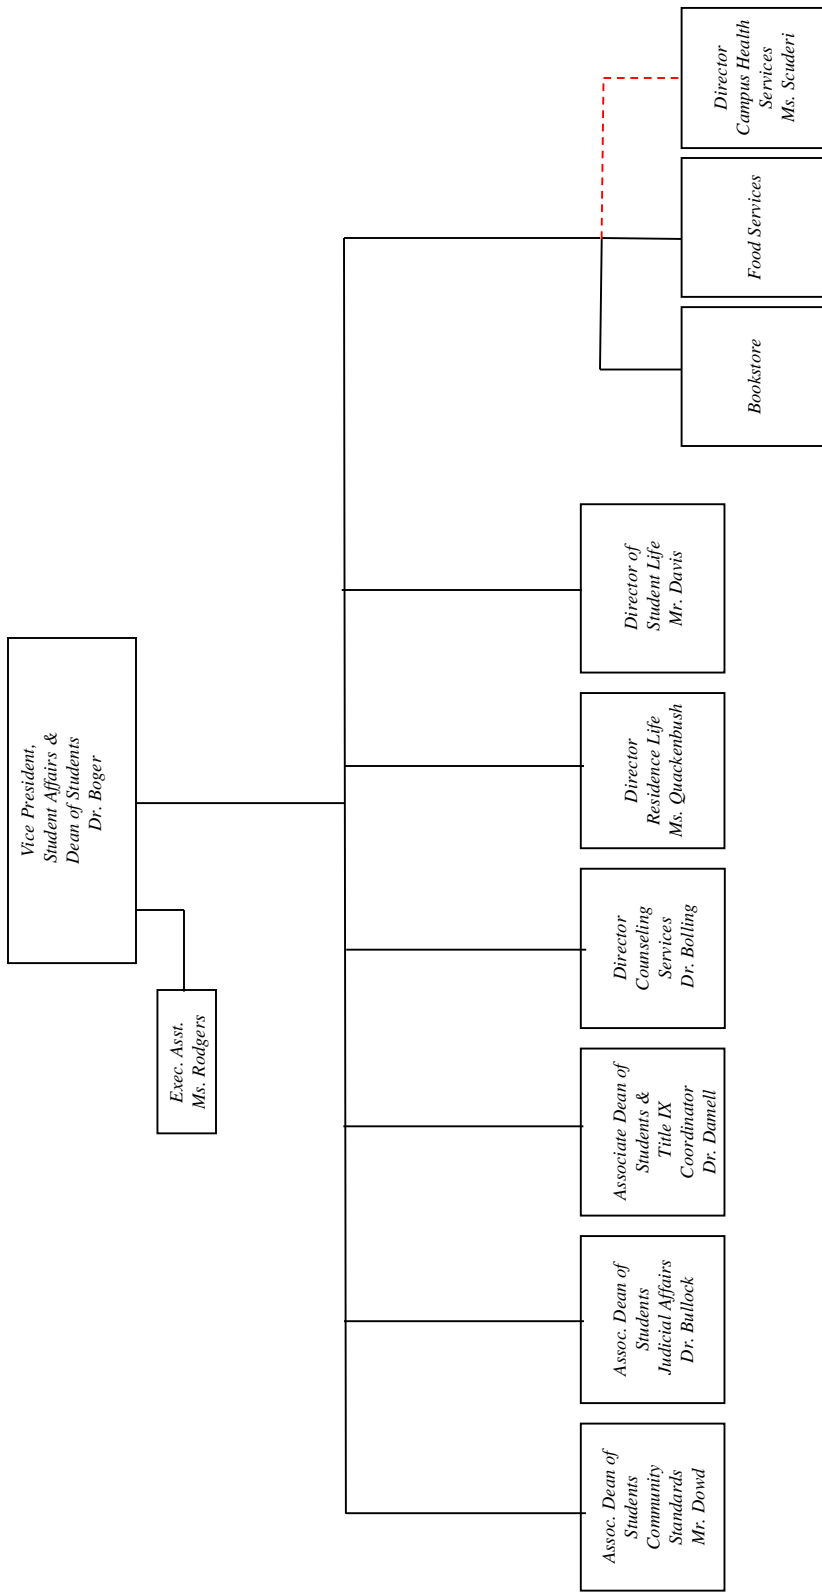 Vice President,
Student Affairs &
Dean of Students
Dr. Boger
Exec. Asst.
Ms. Rodgers
Assoc. Dean of
Students
Community
Standards
Mr. Dowd
Assoc. Dean of
Students
Judicial Affairs
Dr. Bullock
Associate Dean of
Students &
Title IX
Coordinator
Dr. Damell
Director
Counseling
Services
Dr. Bolling
Director
Residence Life
Ms. Quackenbush
Director of
Student Life
Mr. Davis
Bookstore
Food Services
Director
Campus Health
Services
Ms. Scuderi